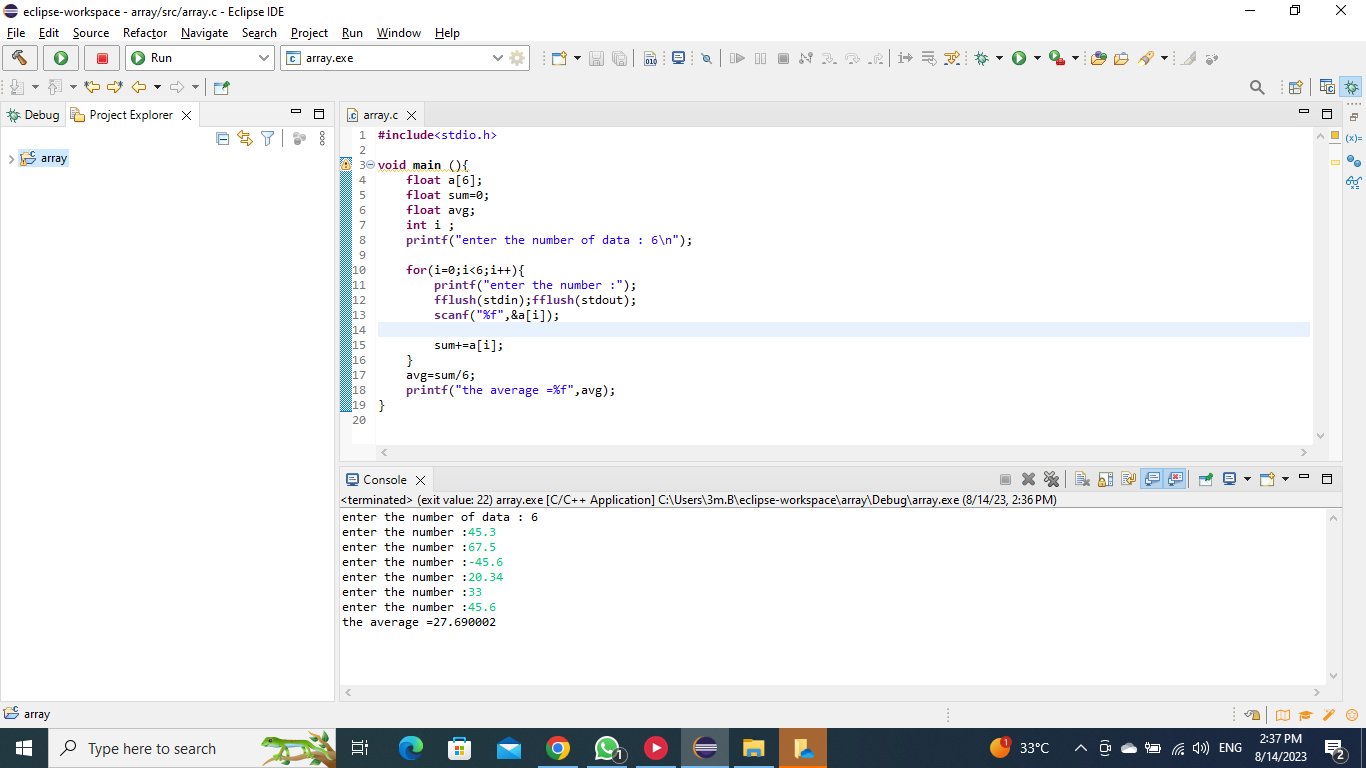 eclipse-workspace - array/src/array.c - Eclipse IDE
File Edit Source Refactor Navigate Search Project Run Window Help
Run array.exe
Debug Project Explorer
array
array.c
1 #include<stdio.h>
2
3 void main (){
4 float a[6];
5 float sum=0;
6 float avg;
7 int i ;
8 printf("enter the number of data : 6\n");
9
10 for(i=0;i<6;i++){
11 printf("enter the number :");
12 fflush(stdin);fflush(stdout);
13 scanf("%f",&a[i]);
14
15 sum+=a[i];
16 }
17 avg=sum/6;
18 printf("the average =%f",avg);
19 }
20
Console
<terminated> (exit value: 22) array.exe [C/C++ Application] C:\Users\3m.B\eclipse-workspace\array\Debug\array.exe (8/14/23, 2:36 PM)
enter the number of data : 6
enter the number :45.3
enter the number :67.5
enter the number :-45.6
enter the number :20.34
enter the number :33
enter the number :45.6
the average =27.690002
array
Type here to search
1
1
33°C
ENG
2:37 PM
8/14/2023
2